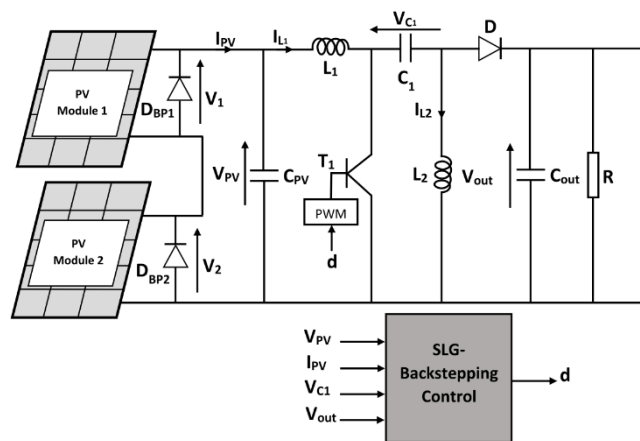 PV
Module 1
D_BP1
V_1
I_PV
I_L1
L_1
V_C1
C_1
D
V_PV
C_PV
T_1
PWM
d
I_L2
L_2
V_out
C_out
R
PV
Module 2
D_BP2
V_2
V_PV
I_PV
V_C1
V_out
SLG-
Backstepping
Control
d